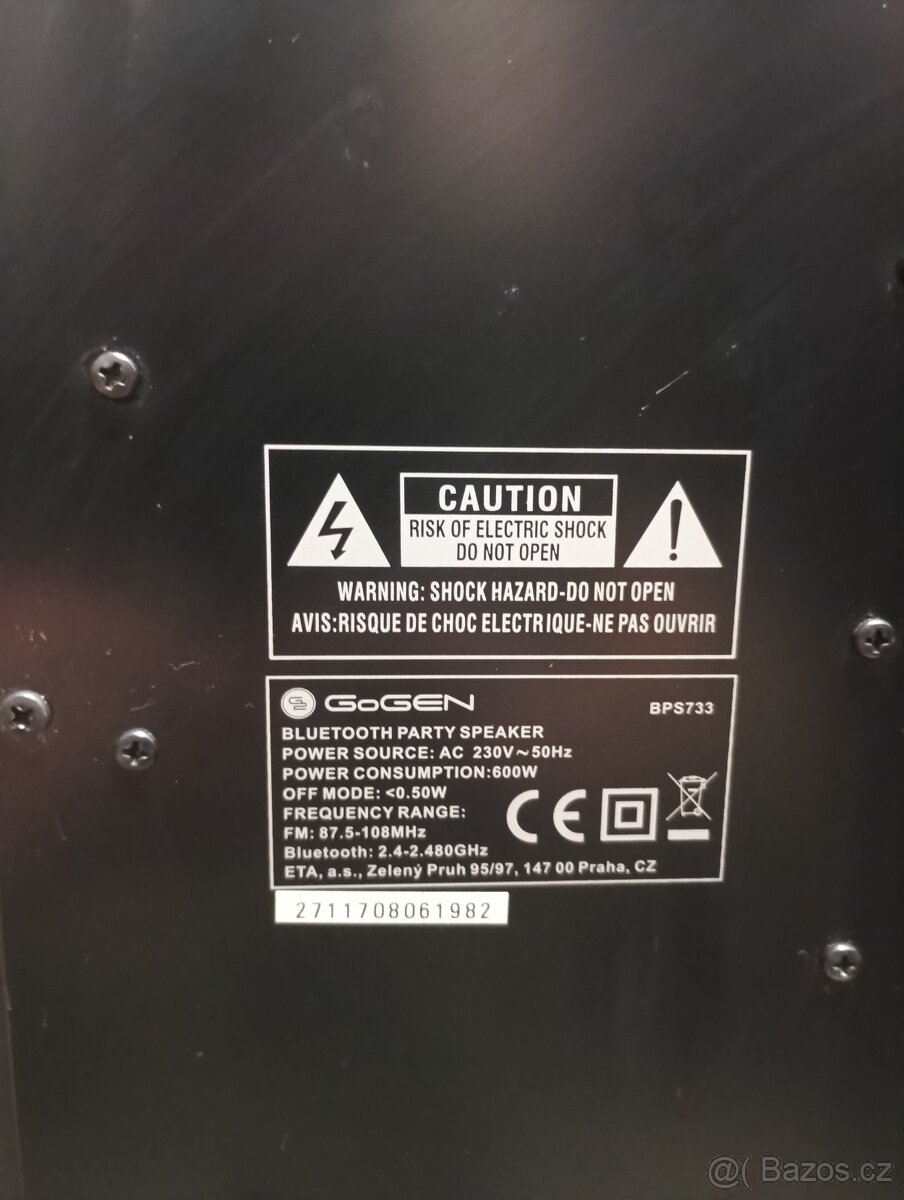 CAUTION
RISK OF ELECTRIC SHOCK
DO NOT OPEN
WARNING: SHOCK HAZARD-DO NOT OPEN
AVIS:RISQUE DE CHOC ELECTRIQUE-NE PAS OUVRIR
GoGEN
BPS733
BLUETOOTH PARTY SPEAKER
POWER SOURCE: AC 230V~50Hz
POWER CONSUMPTION:600W
OFF MODE: <0.50W
FREQUENCY RANGE:
FM: 87.5-108MHz
Bluetooth: 2.4-2.480GHz
ETA, a.s., Zelený Pruh 95/97, 147 00 Praha, CZ
CE
2711708061982
@( Bazos.cz